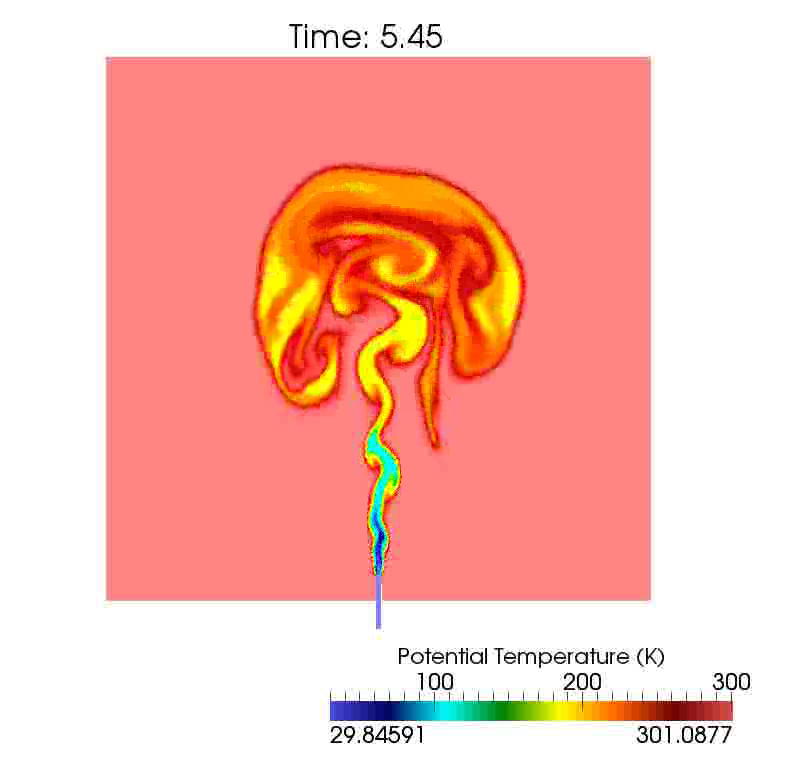 Time: 5.45
Potential Temperature (K)
100 200 300
29.84591 301.0877